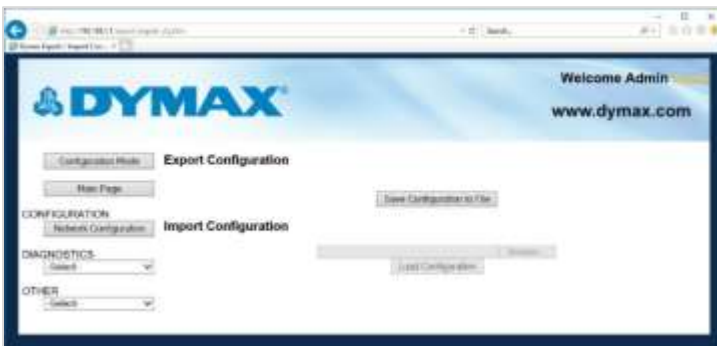 Welcome Admin
DYMAX
www.dymax.com
Configuration Mode
Export Configuration
Main Page
Save Configuration to File
CONFIGURATION
Network Configuration
Import Configuration
DIAGNOSTICS
-Select-
Load Configuration
OTHER
-Select-